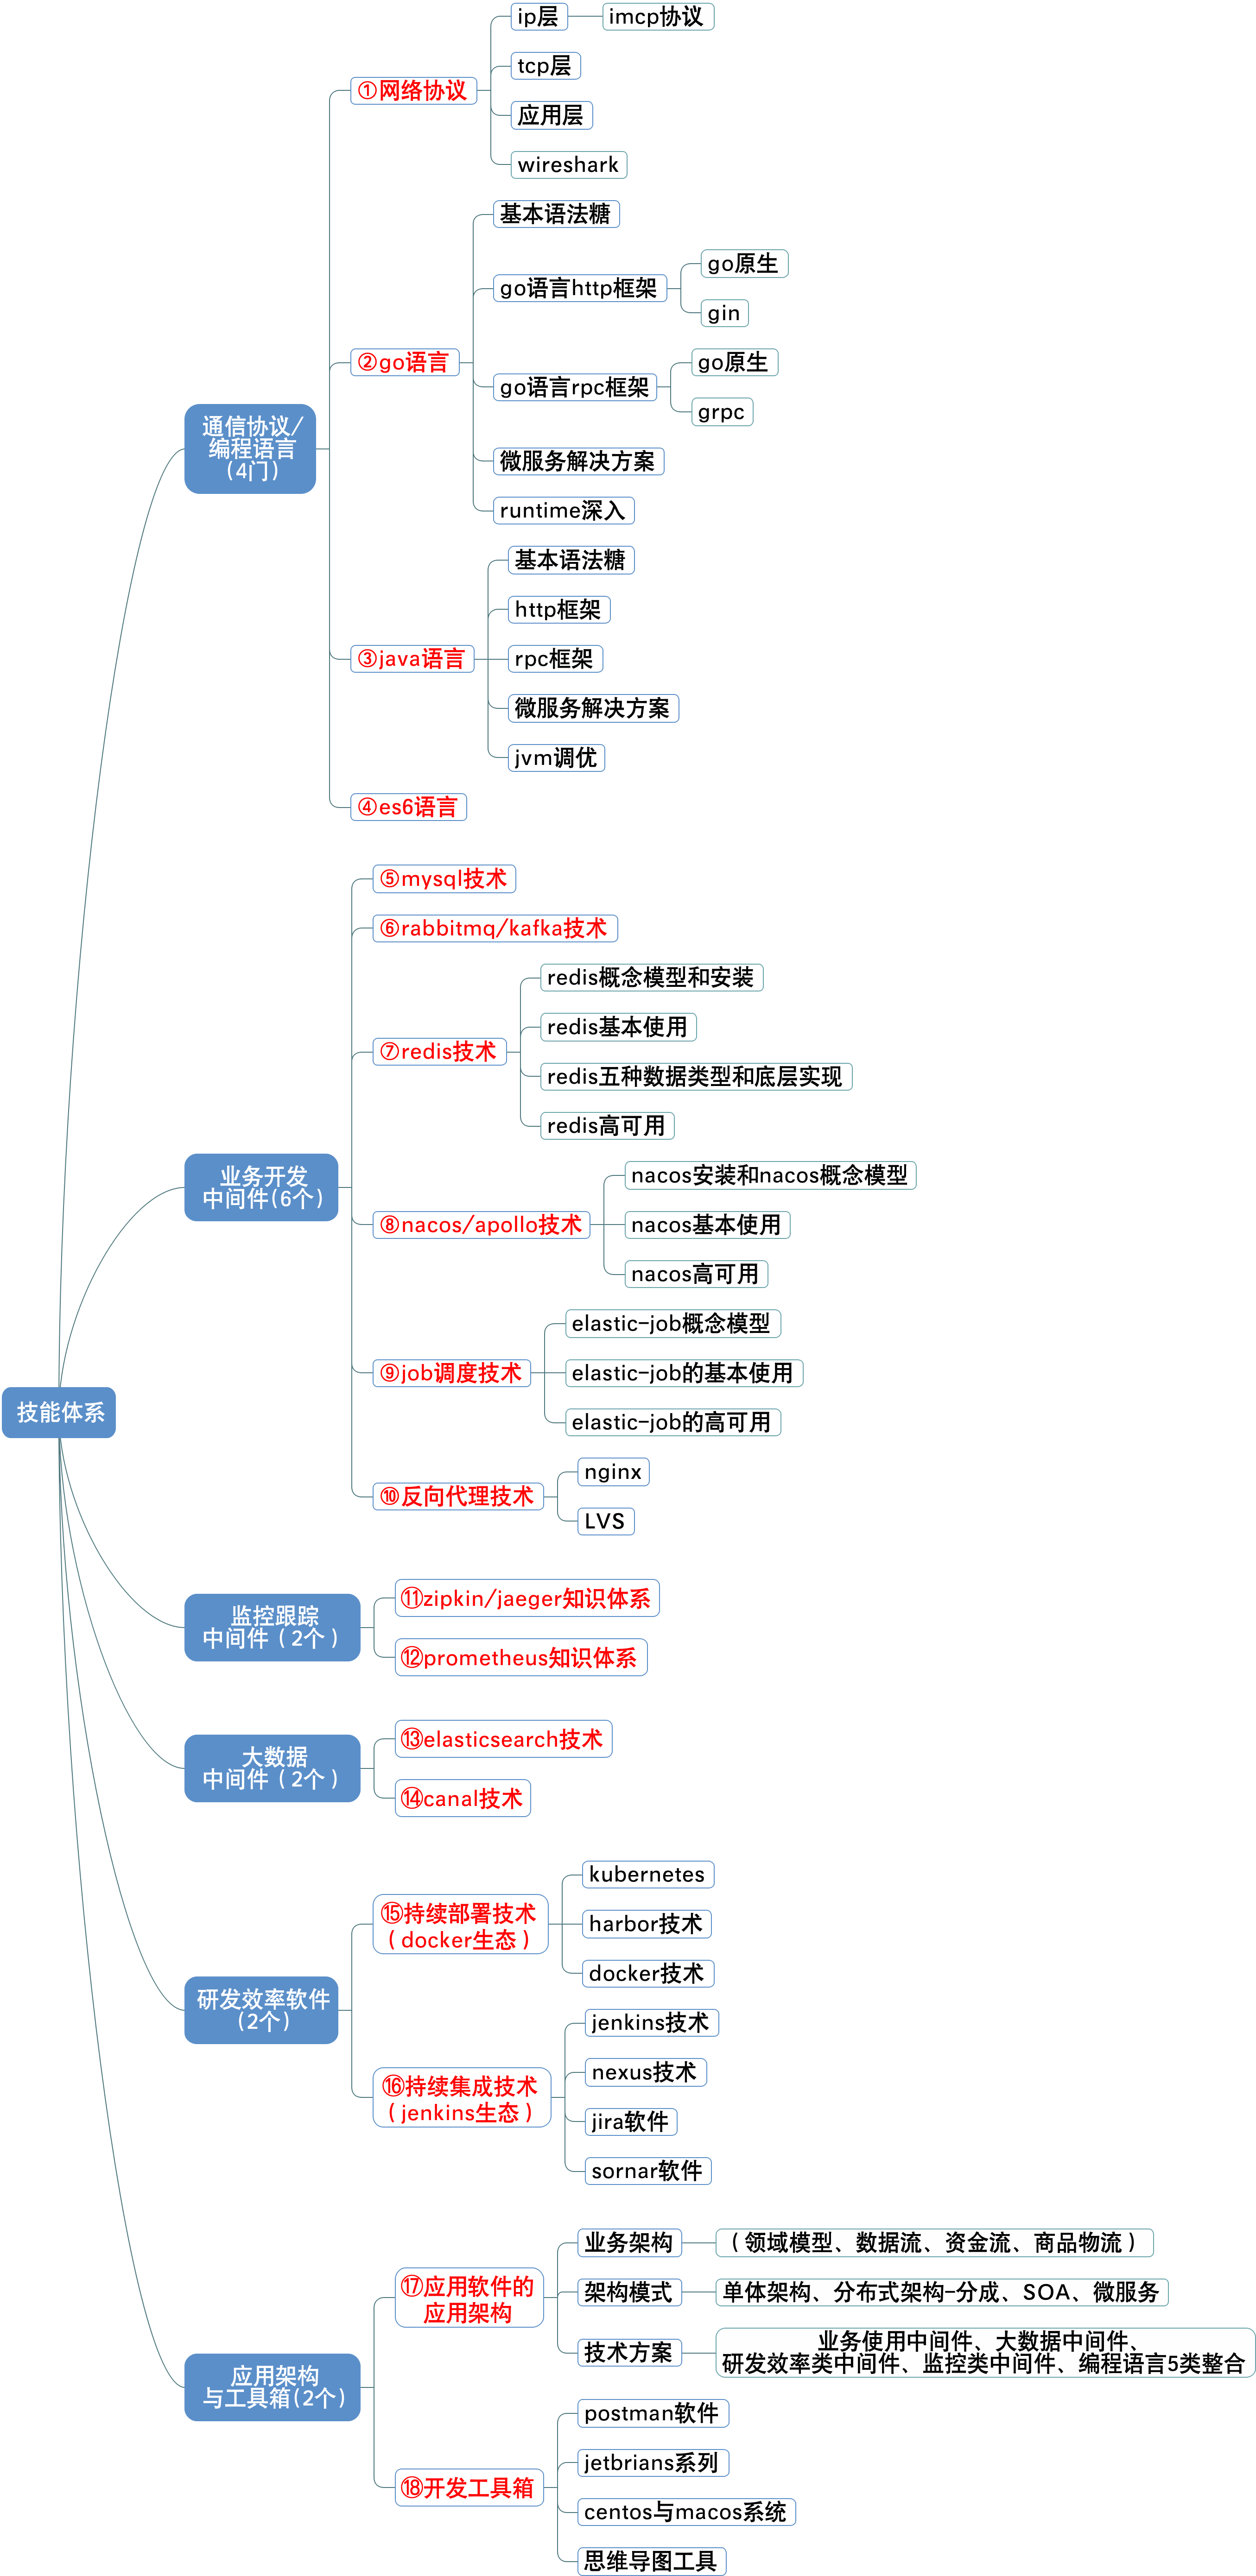 技能体系
通信协议/
编程语言
(4门)
①网络协议
ip层
imcp协议
tcp层
应用层
wireshark
②go语言
基本语法糖
go语言http框架
go原生
gin
go语言rpc框架
go原生
grpc
微服务解决方案
runtime深入
③java语言
基本语法糖
http框架
rpc框架
微服务解决方案
jvm调优
④es6语言
业务开发
中间件(6个)
⑤mysql技术
⑥rabbitmq/kafka技术
⑦redis技术
redis概念模型和安装
redis基本使用
redis五种数据类型和底层实现
redis高可用
⑧nacos/apollo技术
nacos安装和nacos概念模型
nacos基本使用
nacos高可用
⑨job调度技术
elastic-job概念模型
elastic-job的基本使用
elastic-job的高可用
⑩反向代理技术
nginx
LVS
监控跟踪
中间件（2个）
⑪zipkin/jaeger知识体系
⑫prometheus知识体系
大数据
中间件（2个）
⑬elasticsearch技术
⑭canal技术
研发效率软件
(2个)
⑮持续部署技术
（docker生态）
kubernetes
harbor技术
docker技术
⑯持续集成技术
（jenkins生态）
jenkins技术
nexus技术
jira软件
sornar软件
应用架构
与工具箱(2个)
⑰应用软件的
应用架构
业务架构
（领域模型、数据流、资金流、商品物流）
架构模式
单体架构、分布式架构-分成、SOA、微服务
技术方案
业务使用中间件、大数据中间件、
研发效率类中间件、监控类中间件、编程语言5类整合
⑱开发工具箱
postman软件
jetbrians系列
centos与macos系统
思维导图工具